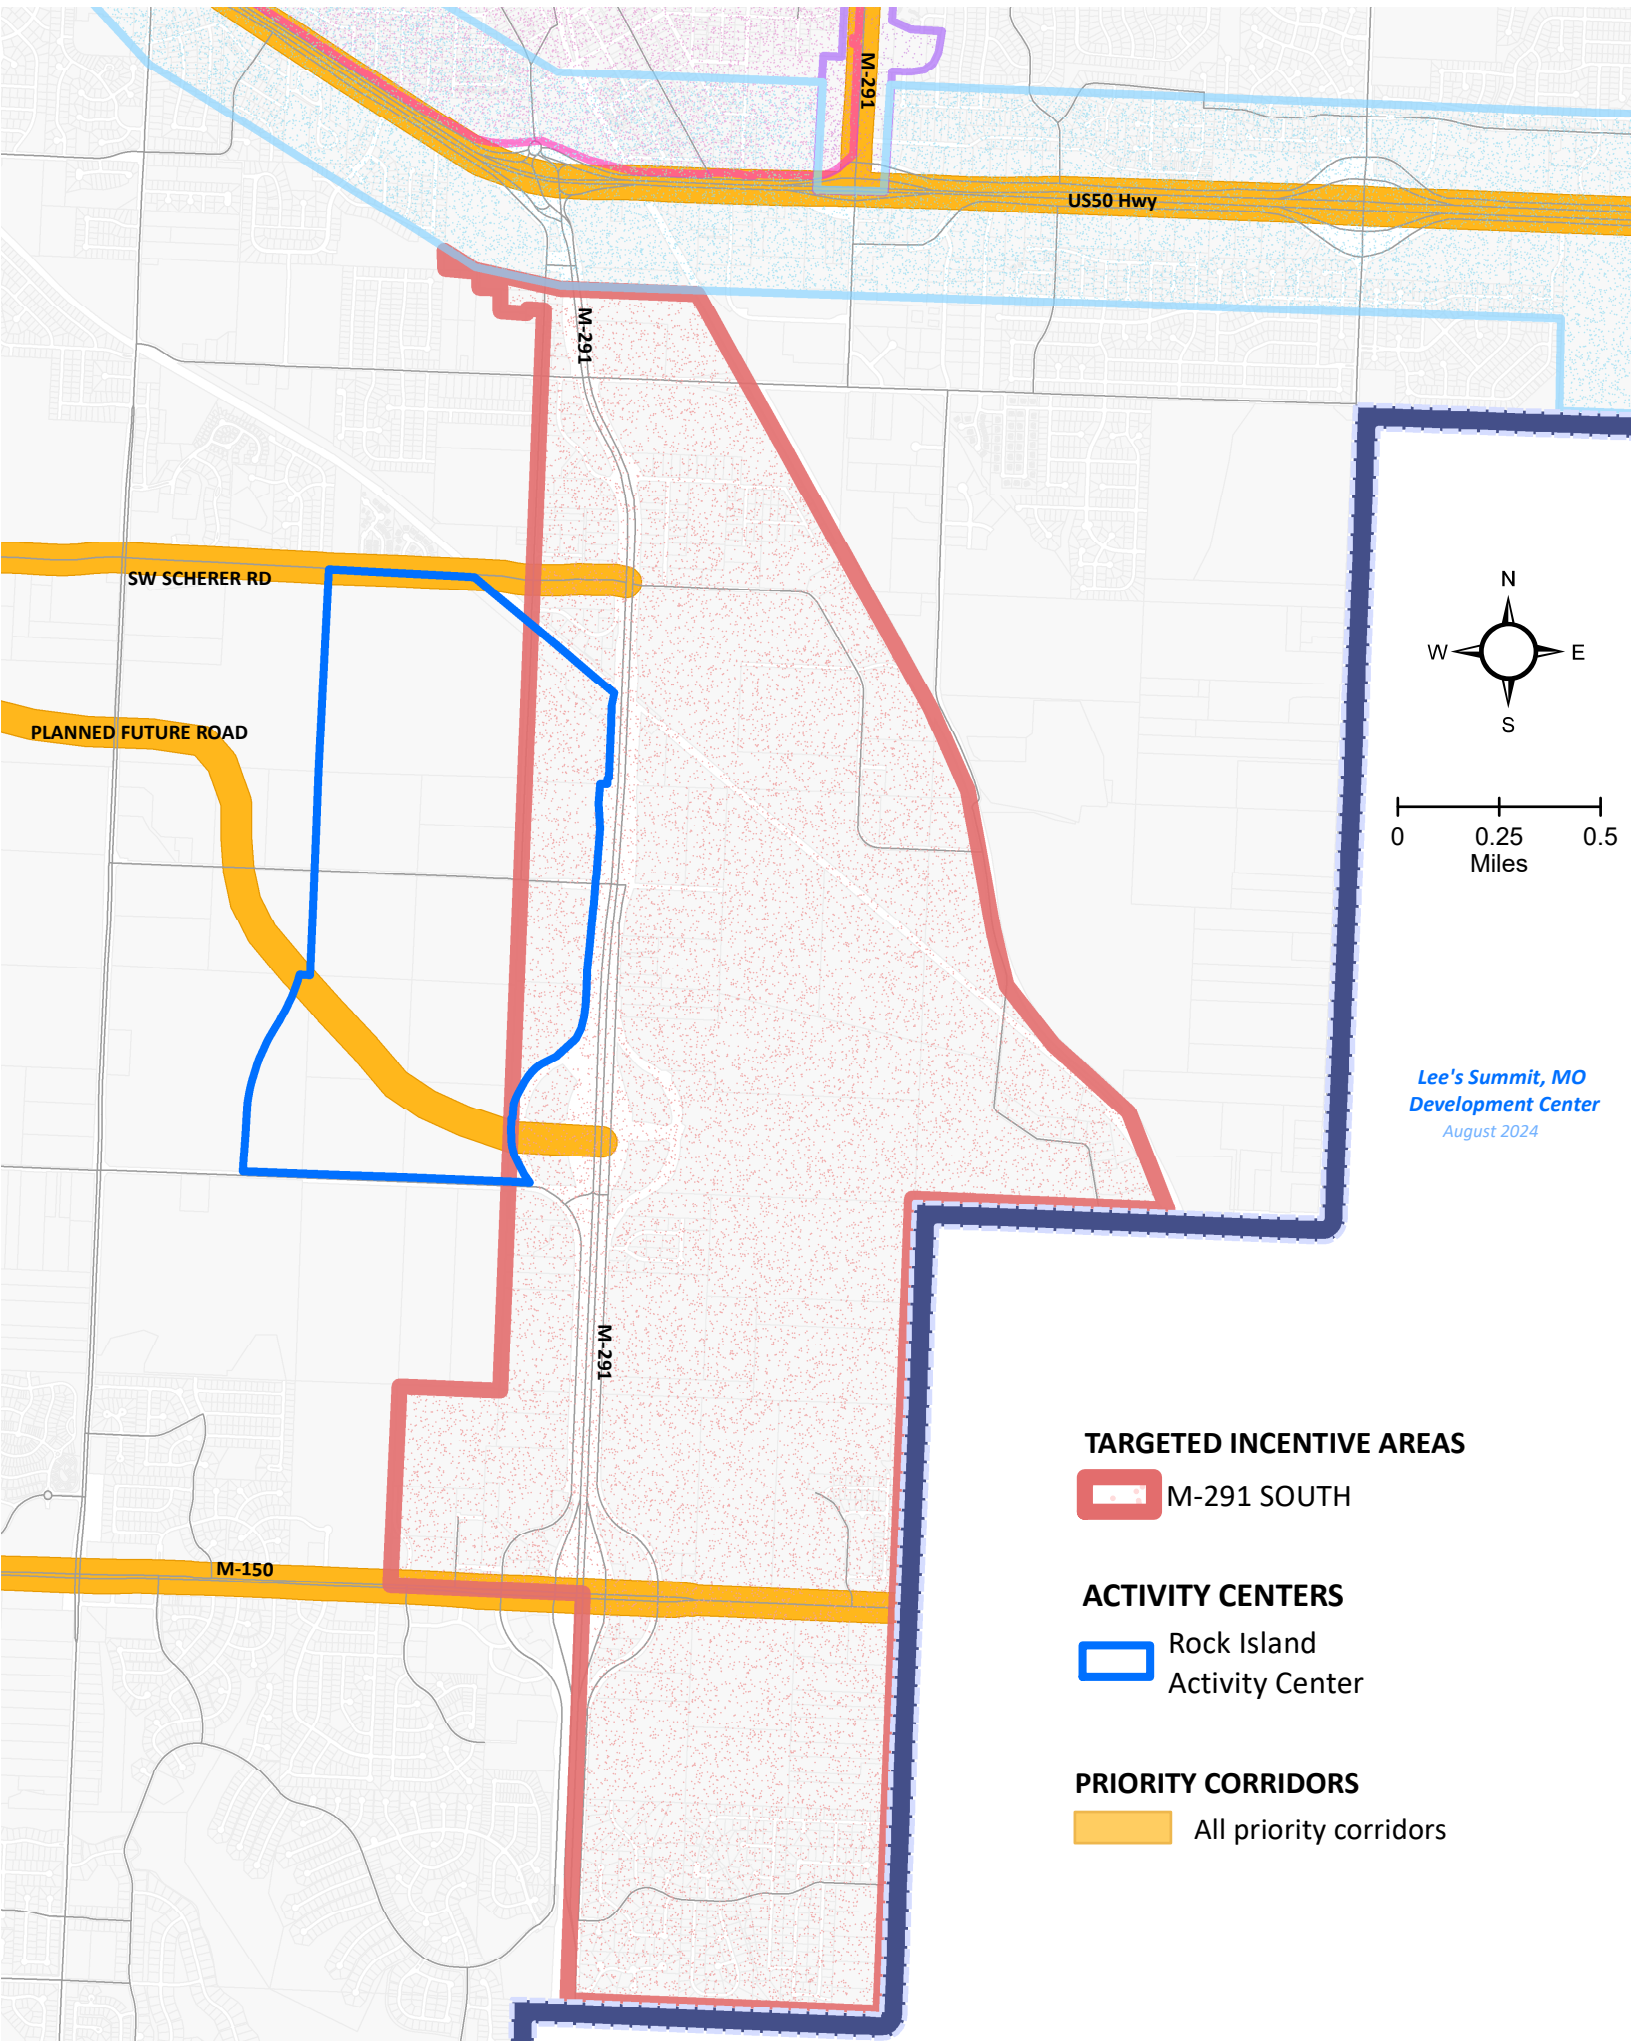 M-291
US50 Hwy
M-291
SW SCHERER RD
N
W
E
S
PLANNED FUTURE ROAD
0 0.25 0.5
Miles
Lee's Summit, MO
Development Center
August 2024
M-291
TARGETED INCENTIVE AREAS
M-291 SOUTH
M-150
ACTIVITY CENTERS
Rock Island
Activity Center
PRIORITY CORRIDORS
All priority corridors